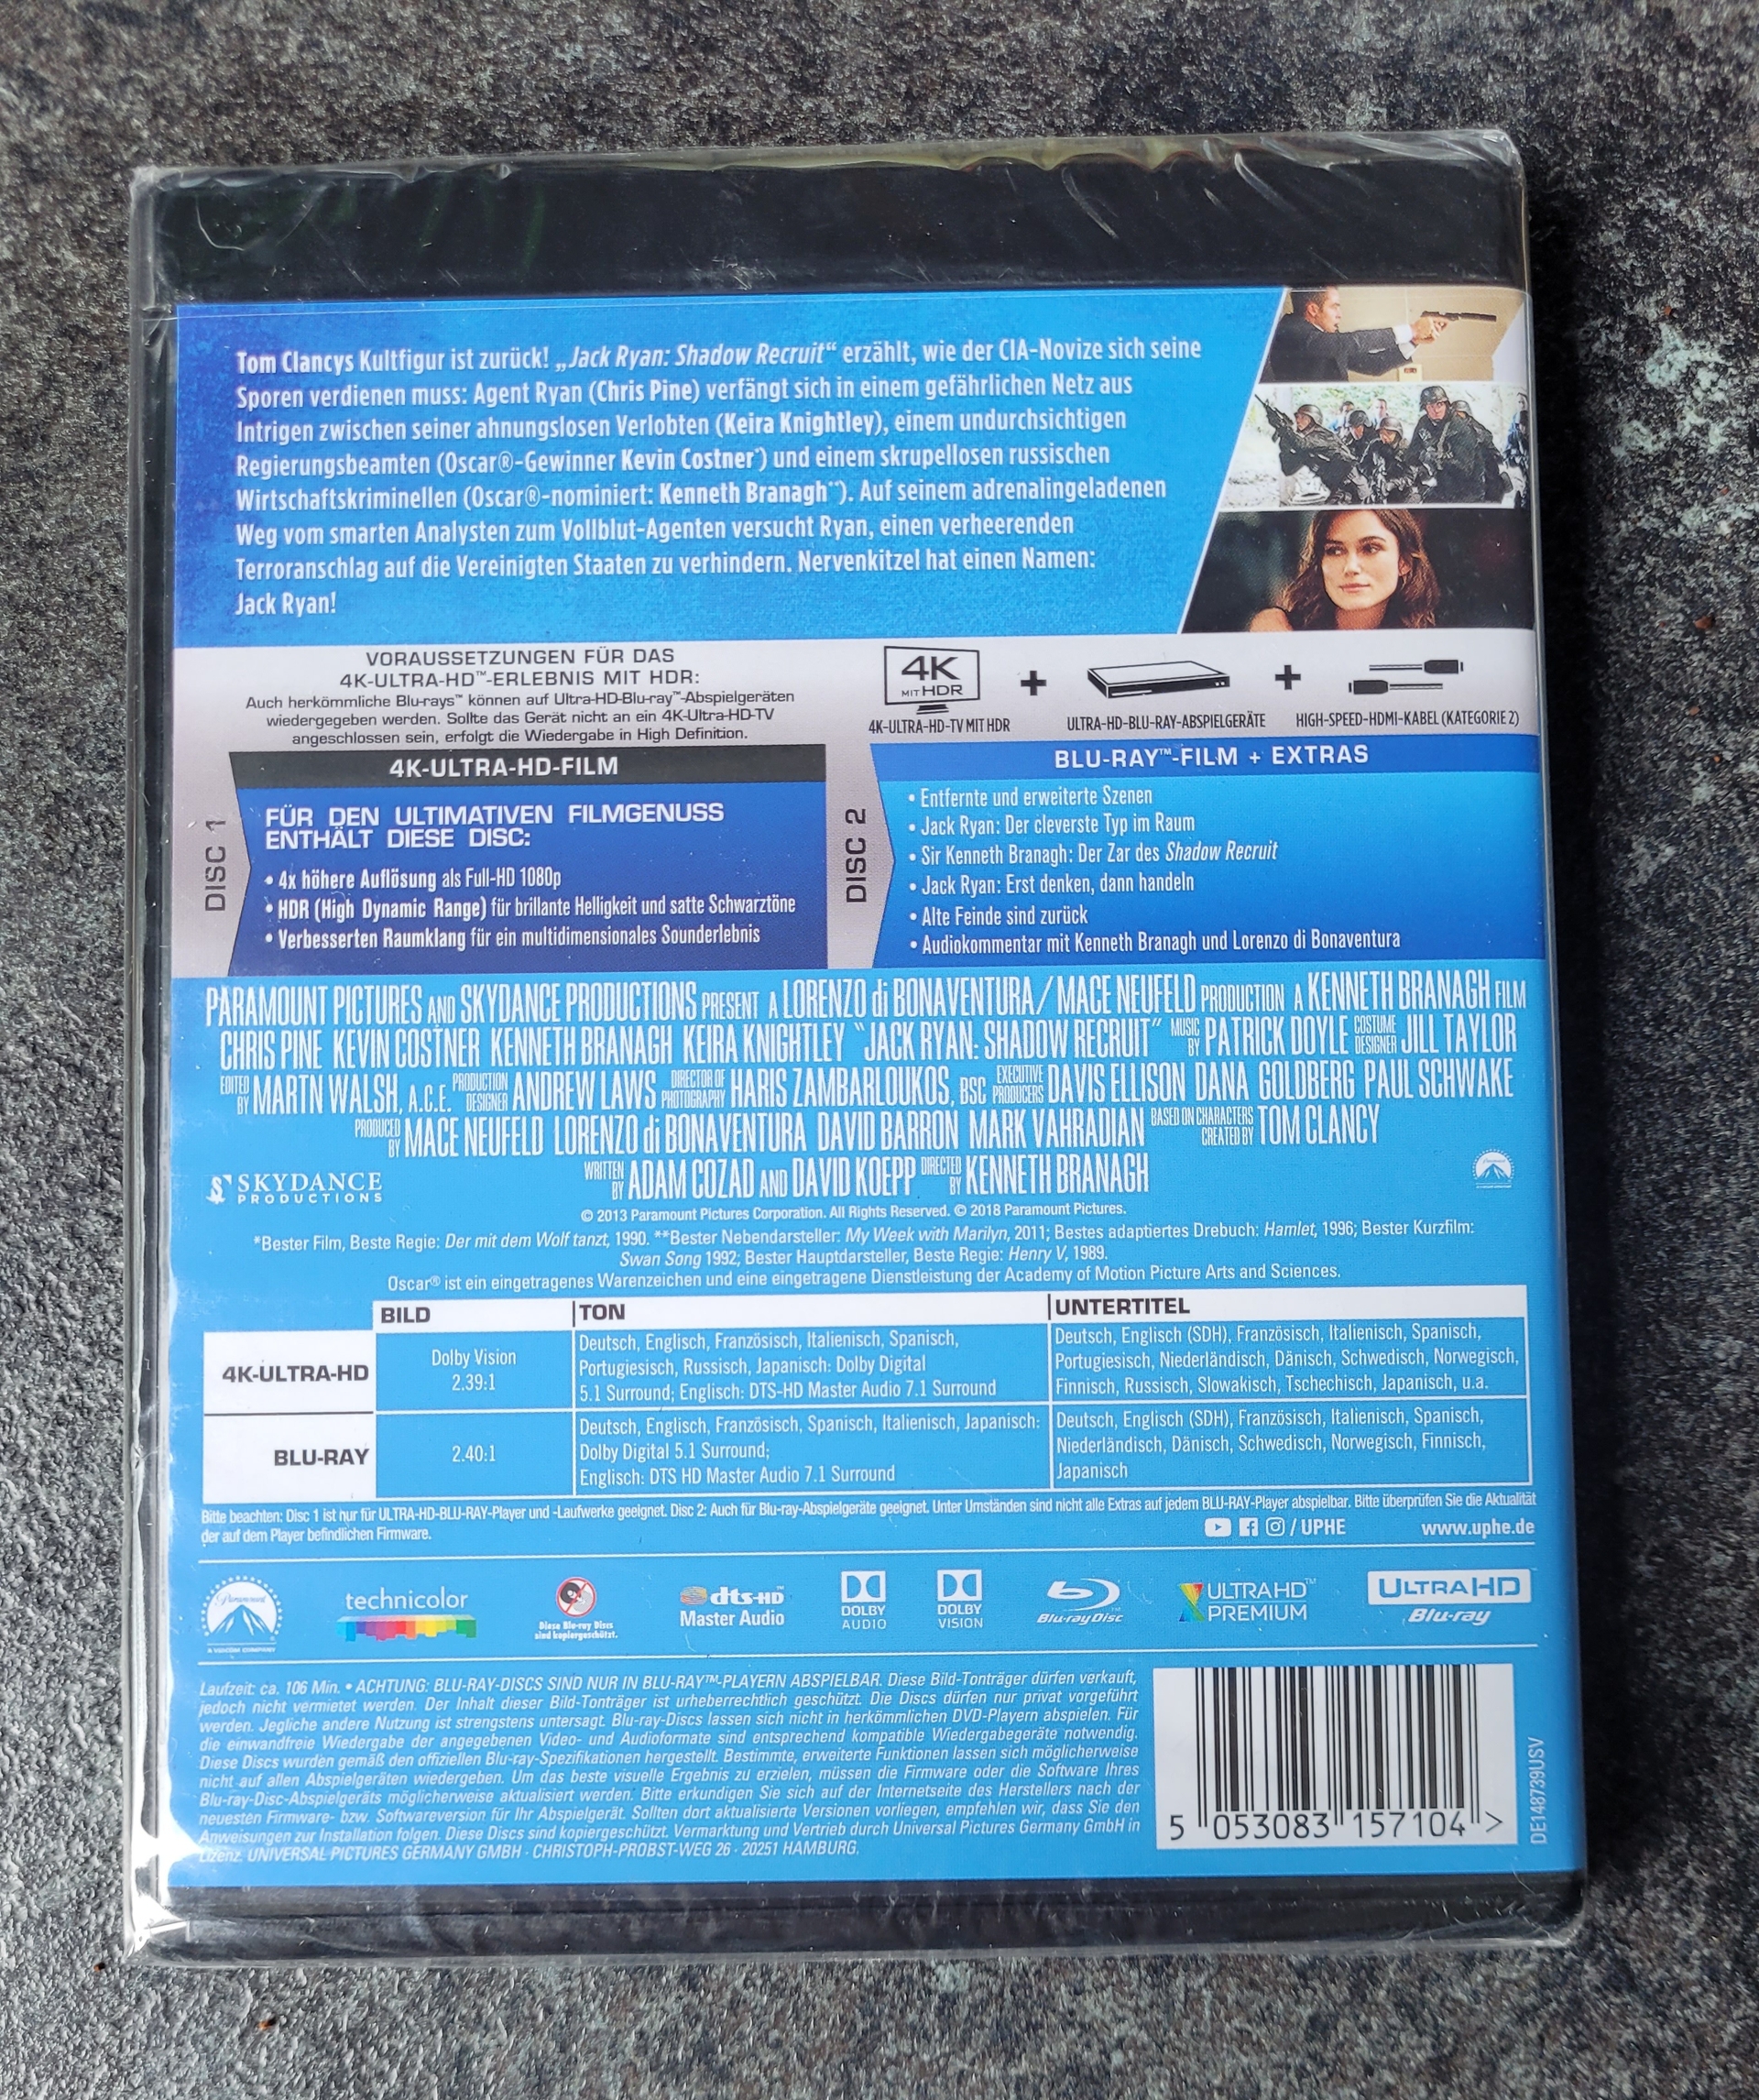 Tom Clancys Kultfigur ist zurück! „Jack Ryan: Shadow Recruit“ erzählt, wie der CIA-Novize sich seine
Sporen verdienen muss: Agent Ryan (Chris Pine) verfängt sich in einem gefährlichen Netz aus
Intrigen zwischen seiner ahnungslosen Verlobten (Keira Knightley), einem undurchsichtigen
Regierungsbeamten (Oscar®-Gewinner Kevin Costner*) und einem skrupellosen russischen
Wirtschaftskriminellen (Oscar®-nominiert: Kenneth Branagh**). Auf seinem adrenalingeladenen
Weg vom smarten Analysten zum Vollblut-Agenten versucht Ryan, einen verheerenden
Terroranschlag auf die Vereinigten Staaten zu verhindern. Nervenkitzel hat einen Namen:
Jack Ryan!
VORAUSSETZUNGEN FÜR DAS
4K-ULTRA-HD™-ERLEBNIS MIT HDR:
Auch herkömmliche Blu-rays™ können auf Ultra-HD-Blu-ray™-Abspielgeräten
wiedergegeben werden. Sollte das Gerät nicht an ein 4K-Ultra-HD-TV
angeschlossen sein, erfolgt die Wiedergabe in High Definition.
4K
MIT HDR
+
+
4K-ULTRA-HD-TV MIT HDR
ULTRA-HD-BLU-RAY-ABSPIELGERÄTE
HIGH-SPEED-HDMI-KABEL (KATEGORIE 2)
DISC 1
4K-ULTRA-HD-FILM
FÜR DEN ULTIMATIVEN FILMGENUSS
ENTHÄLT DIESE DISC:
• 4x höhere Auflösung als Full-HD 1080p
• HDR (High Dynamic Range) für brillante Helligkeit und satte Schwarztöne
• Verbesserten Raumklang für ein multidimensionales Sounderlebnis
DISC 2
BLU-RAY™-FILM + EXTRAS
• Entfernte und erweiterte Szenen
• Jack Ryan: Der cleverste Typ im Raum
• Sir Kenneth Branagh: Der Zar des Shadow Recruit
• Jack Ryan: Erst denken, dann handeln
• Alte Feinde sind zurück
• Audiokommentar mit Kenneth Branagh und Lorenzo di Bonaventura
PARAMOUNT PICTURES AND SKYDANCE PRODUCTIONS PRESENT A LORENZO di BONAVENTURA/MACE NEUFELD PRODUCTION A KENNETH BRANAGH FILM
CHRIS PINE KEVIN COSTNER KENNETH BRANAGH KEIRA KNIGHTLEY "JACK RYAN: SHADOW RECRUIT" MUSIC BY PATRICK DOYLE COSTUME DESIGNER JILL TAYLOR
EDITED BY MARTIN WALSH, A.C.E. PRODUCTION DESIGNER ANDREW LAWS DIRECTOR OF PHOTOGRAPHY HARIS ZAMBARLOUKOS, BSC EXECUTIVE PRODUCERS DAVIS ELLISON DANA GOLDBERG PAUL SCHWAKE
PRODUCED BY MACE NEUFELD LORENZO di BONAVENTURA DAVID BARRON MARK VAHRADIAN BASED ON CHARACTERS CREATED BY TOM CLANCY
WRITTEN BY ADAM COZAD AND DAVID KOEPP DIRECTED BY KENNETH BRANAGH
SKYDANCE
PRODUCTIONS
Paramount
© 2013 Paramount Pictures Corporation. All Rights Reserved. © 2018 Paramount Pictures.
*Bester Film, Beste Regie: Der mit dem Wolf tanzt, 1990. **Bester Nebendarsteller: My Week with Marilyn, 2011; Bestes adaptiertes Drebuch: Hamlet, 1996; Bester Kurzfilm:
Swan Song 1992; Bester Hauptdarsteller, Beste Regie: Henry V, 1989.
Oscar® ist ein eingetragenes Warenzeichen und eine eingetragene Dienstleistung der Academy of Motion Picture Arts and Sciences.
BILD
TON
UNTERTITEL
4K-ULTRA-HD
Dolby Vision
2.39:1
Deutsch, Englisch, Französisch, Italienisch, Spanisch,
Portugiesisch, Russisch, Japanisch: Dolby Digital
5.1 Surround; Englisch: DTS-HD Master Audio 7.1 Surround
Deutsch, Englisch (SDH), Französisch, Italienisch, Spanisch,
Portugiesisch, Niederländisch, Dänisch, Schwedisch, Norwegisch,
Finnisch, Russisch, Slowakisch, Tschechisch, Japanisch, u.a.
BLU-RAY
2.40:1
Deutsch, Englisch, Französisch, Spanisch, Italienisch, Japanisch:
Dolby Digital 5.1 Surround;
Englisch: DTS HD Master Audio 7.1 Surround
Deutsch, Englisch (SDH), Französisch, Italienisch, Spanisch,
Niederländisch, Dänisch, Schwedisch, Norwegisch, Finnisch,
Japanisch
Bitte beachten: Disc 1 ist nur für ULTRA-HD-BLU-RAY-Player und -Laufwerke geeignet. Disc 2: Auch für Blu-ray-Abspielgeräte geeignet. Unter Umständen sind nicht alle Extras auf jedem BLU-RAY-Player abspielbar. Bitte überprüfen Sie die Aktualität
der auf dem Player befindlichen Firmware.
/ UPHE
www.uphe.de
Paramount
A VIACOM COMPANY
technicolor
Diese Blu-ray Discs
sind kopiergeschützt.
dts-HD™
Master Audio
DOLBY
AUDIO
DOLBY
VISION
Blu-ray Disc™
ULTRA HD™
PREMIUM
ULTRA HD
Blu-ray
Laufzeit: ca. 106 Min. • ACHTUNG: BLU-RAY-DISCS SIND NUR IN BLU-RAY™-PLAYERN ABSPIELBAR. Diese Bild-Tonträger dürfen verkauft,
jedoch nicht vermietet werden. Der Inhalt dieser Bild-Tonträger ist urheberrechtlich geschützt. Die Discs dürfen nur privat vorgeführt
werden. Jegliche andere Nutzung ist strengstens untersagt. Blu-ray-Discs lassen sich nicht in herkömmlichen DVD-Playern abspielen. Für
die einwandfreie Wiedergabe der angegebenen Video- und Audioformate sind entsprechend kompatible Wiedergabegeräte notwendig.
Diese Discs wurden gemäß den offiziellen Blu-ray-Spezifikationen hergestellt. Bestimmte, erweiterte Funktionen lassen sich möglicherweise
nicht auf allen Abspielgeräten wiedergeben. Um das beste visuelle Ergebnis zu erzielen, müssen die Firmware oder die Software Ihres
Blu-ray-Disc-Abspielgeräts möglicherweise aktualisiert werden. Bitte erkundigen Sie sich auf der Internetseite des Herstellers nach der
neuesten Firmware- bzw. Softwareversion für Ihr Abspielgerät. Sollten dort aktualisierte Versionen vorliegen, empfehlen wir, dass Sie den
Anweisungen zur Installation folgen. Diese Discs sind kopiergeschützt. Vermarktung und Vertrieb durch Universal Pictures Germany GmbH in
Lizenz. UNIVERSAL PICTURES GERMANY GMBH · CHRISTOPH-PROBST-WEG 26 · 20251 HAMBURG.
5 053083 157104 >
DE148739USV